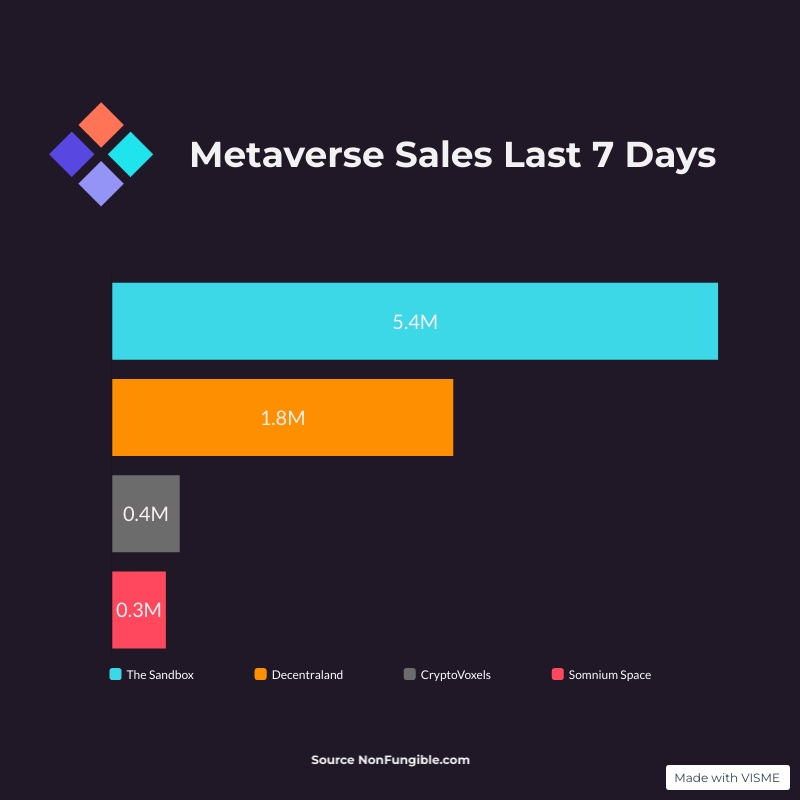 Metaverse Sales Last 7 Days
5.4M
1.8M
0.4M
0.3M
The Sandbox
Decentraland
CryptoVoxels
Somnium Space
Source NonFungible.com
Made with VISME